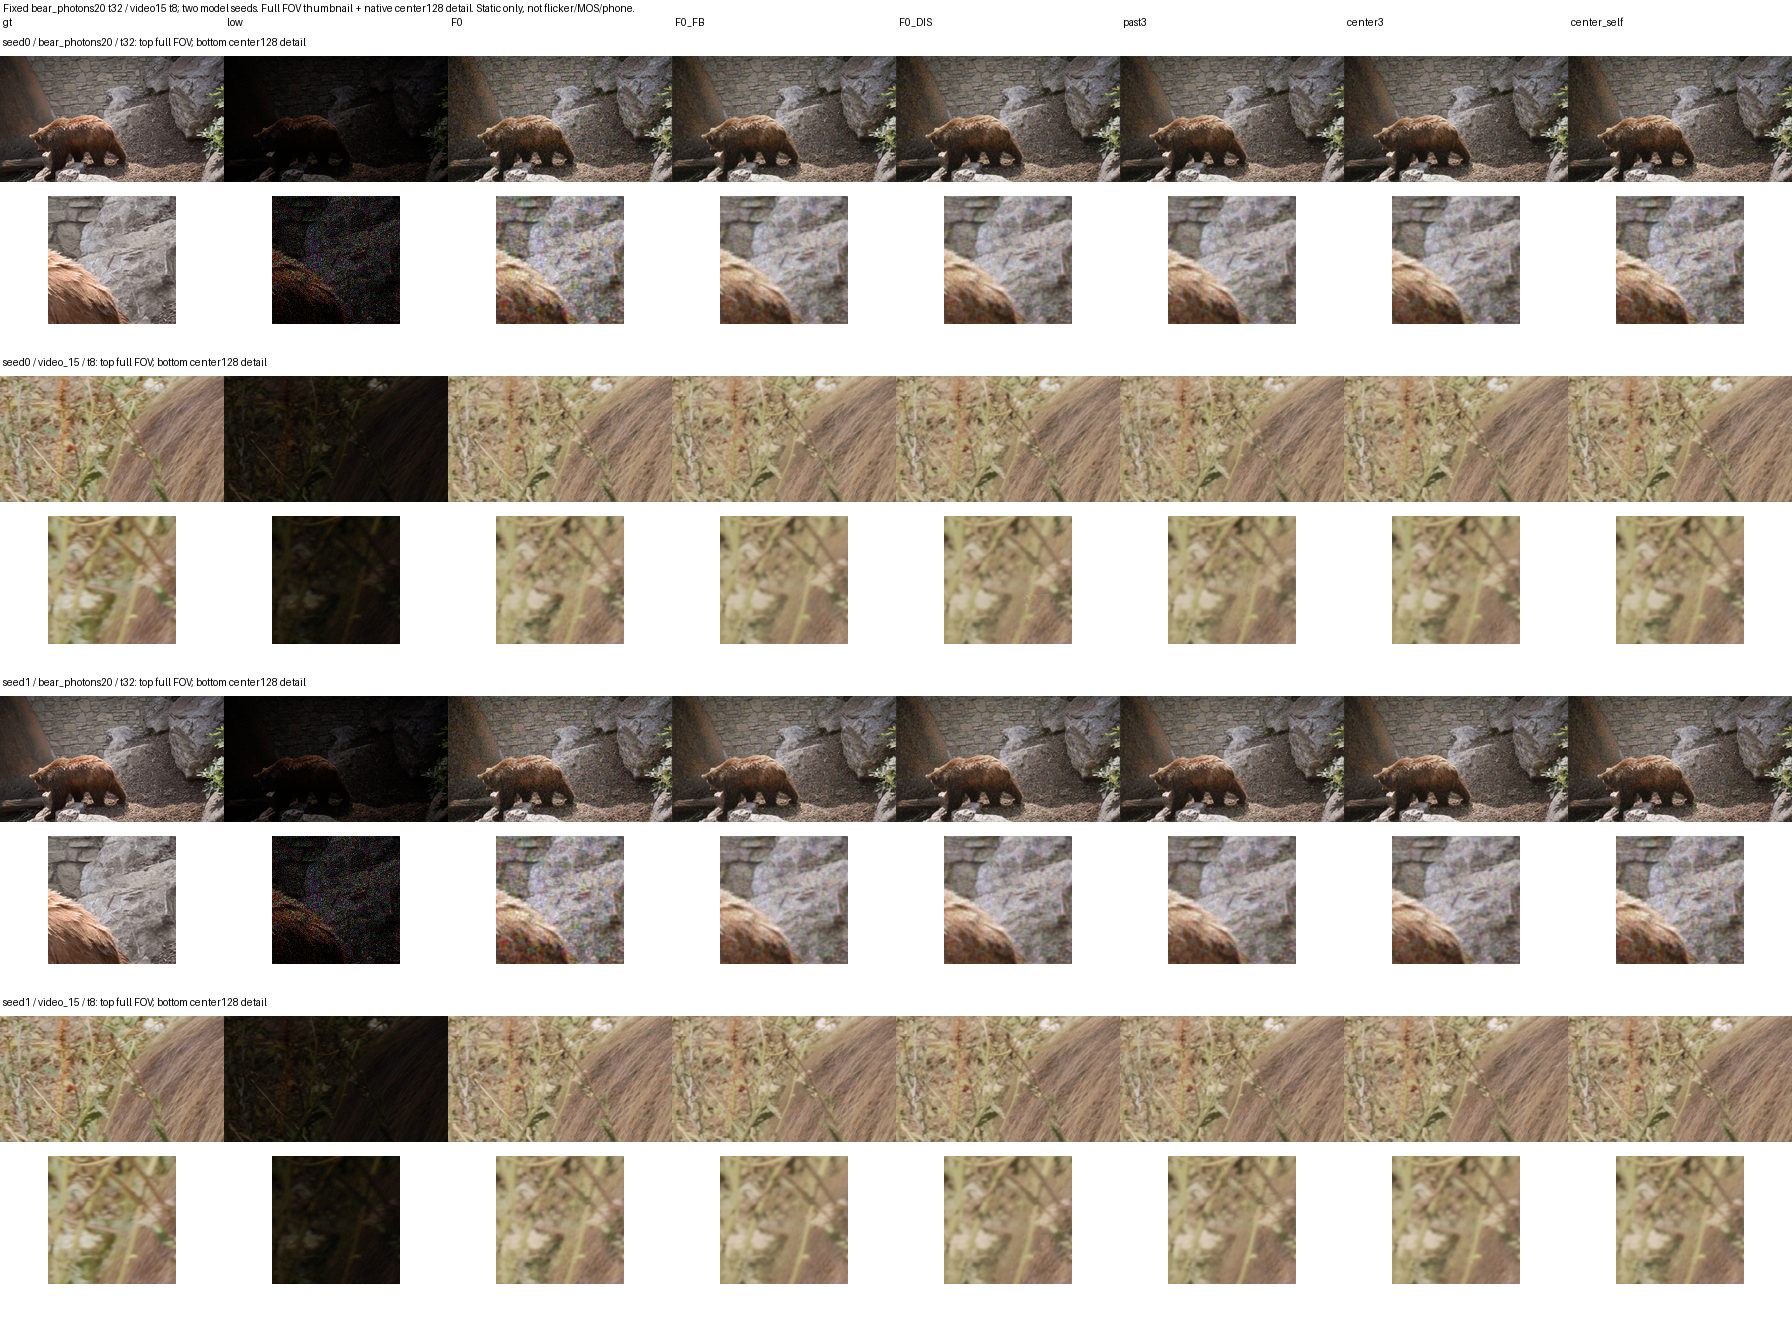 Fixed bear_photons20 t32 / video15 t8; two model seeds. Full FOV thumbnail + native center128 detail. Static only, not flicker/MOS/phone.
gt low F0 F0_FB F0_DIS past3 center3 center_self
seed0 / bear_photons20 / t32: top full FOV; bottom center128 detail
seed0 / video_15 / t8: top full FOV; bottom center128 detail
seed1 / bear_photons20 / t32: top full FOV; bottom center128 detail
seed1 / video_15 / t8: top full FOV; bottom center128 detail